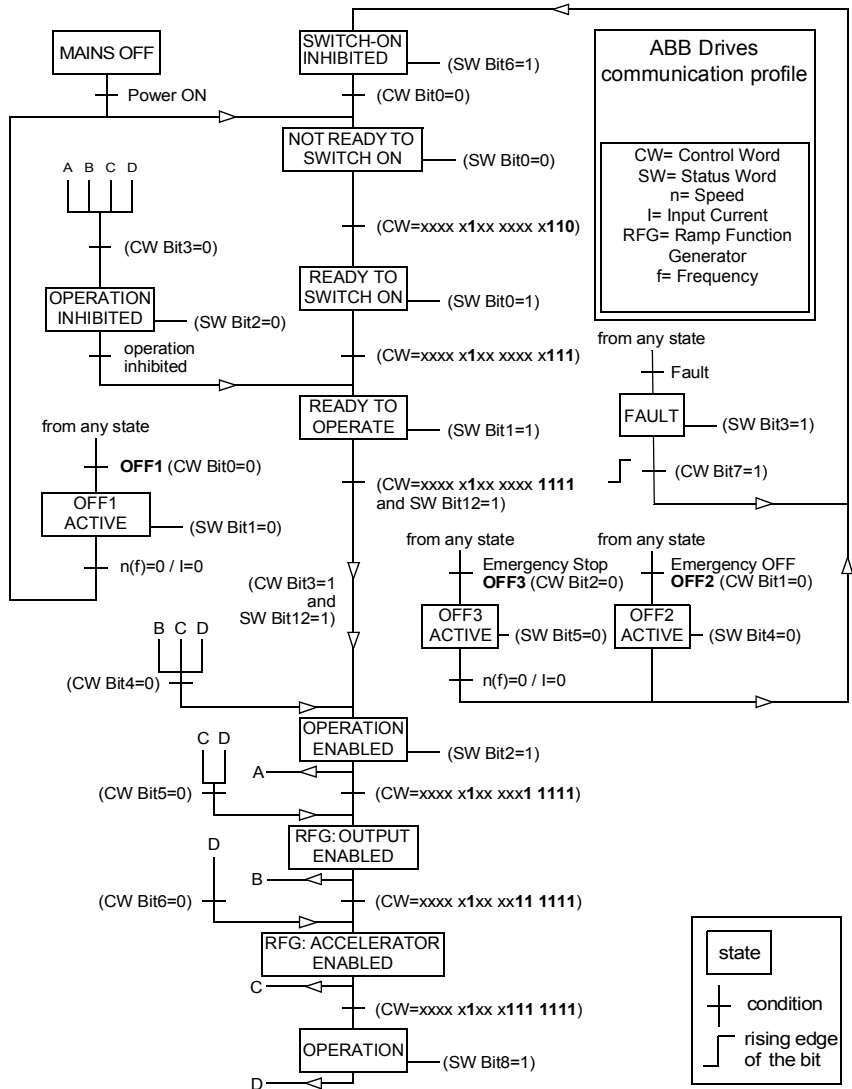 MAINS OFF
Power ON
SWITCH-ON
INHIBITED
(SW Bit6=1)
(CW Bit0=0)
NOT READY TO
SWITCH ON
(SW Bit0=0)
A B C D
(CW Bit3=0)
OPERATION
INHIBITED
(SW Bit2=0)
operation
inhibited
(CW=xxxx x1xx xxxx x110)
READY TO
SWITCH ON
(SW Bit0=1)
(CW=xxxx x1xx xxxx x111)
READY TO
OPERATE
(SW Bit1=1)
(CW=xxxx x1xx xxxx 1111
and SW Bit12=1)
ABB Drives
communication profile
CW= Control Word
SW= Status Word
n= Speed
I= Input Current
RFG= Ramp Function
Generator
f= Frequency
from any state
Fault
FAULT
(SW Bit3=1)
(CW Bit7=1)
from any state
OFF1 (CW Bit0=0)
OFF1
ACTIVE
(SW Bit1=0)
n(f)=0 / I=0
(CW Bit3=1
and
SW Bit12=1)
from any state
Emergency Stop
OFF3 (CW Bit2=0)
OFF3
ACTIVE
(SW Bit5=0)
n(f)=0 / I=0
from any state
Emergency OFF
OFF2 (CW Bit1=0)
OFF2
ACTIVE
(SW Bit4=0)
B C D
(CW Bit4=0)
OPERATION
ENABLED
(SW Bit2=1)
A
C D
(CW Bit5=0)
(CW=xxxx x1xx xxx1 1111)
RFG: OUTPUT
ENABLED
B
D
(CW Bit6=0)
(CW=xxxx x1xx xx11 1111)
RFG: ACCELERATOR
ENABLED
C
(CW=xxxx x1xx x111 1111)
OPERATION
(SW Bit8=1)
D
state
condition
rising edge
of the bit